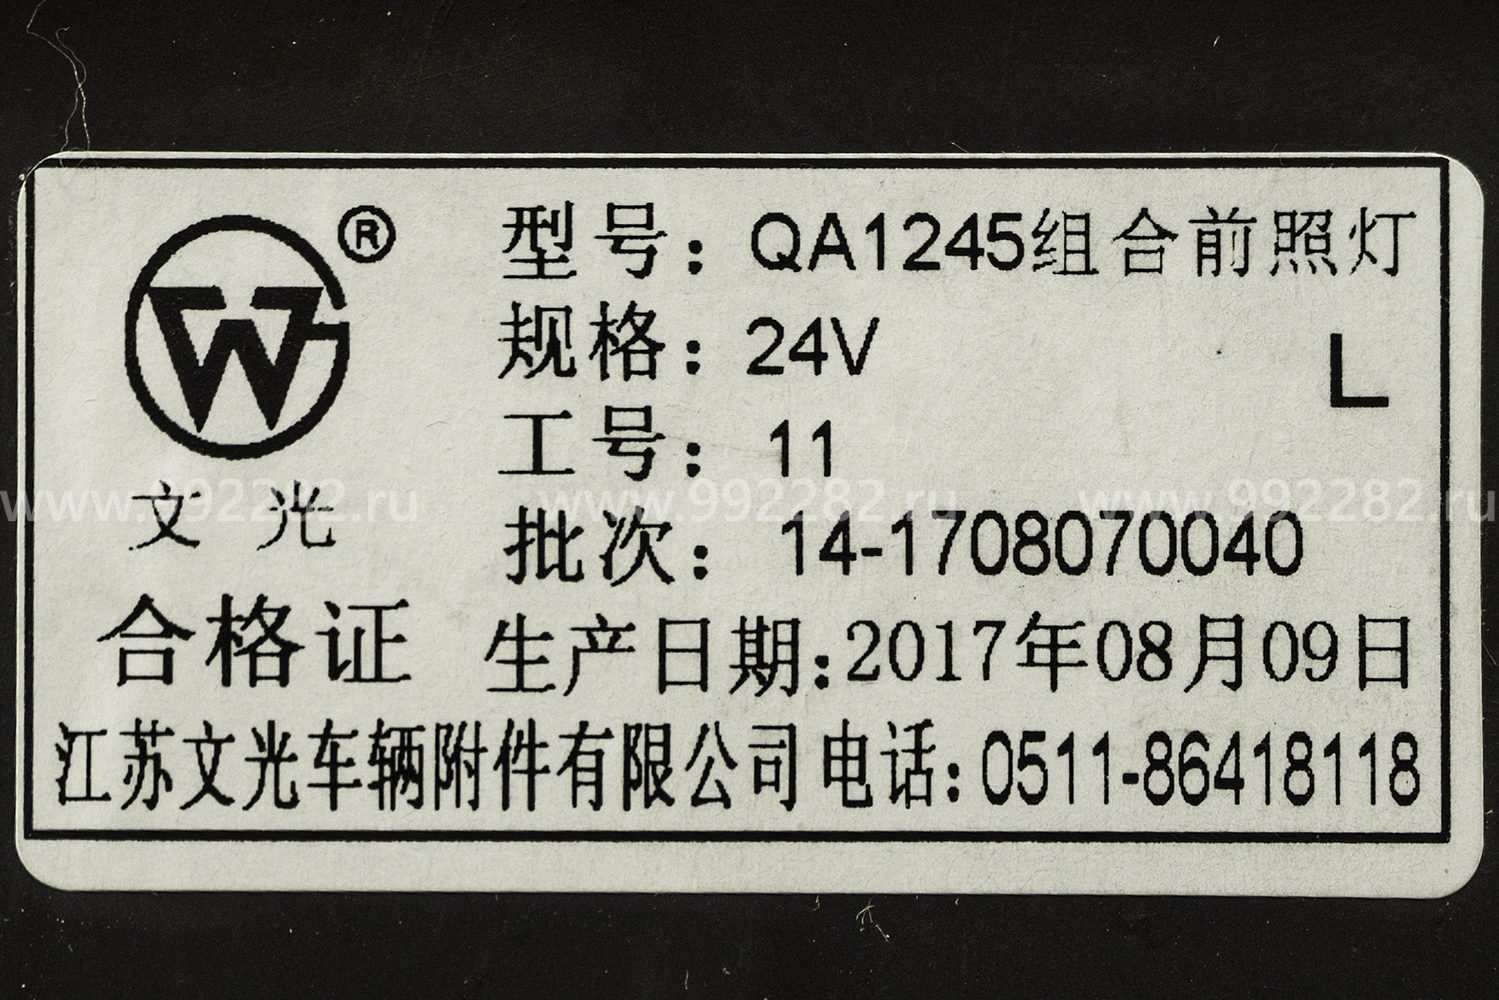 ®
型号：QA1245组合前照灯
规格：24V
L
工号：11
文光
批次：14-1708070040
合格证
生产日期：2017年08月09日
江苏文光车辆附件有限公司 电话：0511-86418118
www.992282.ru www.992282.ru www.992282.ru